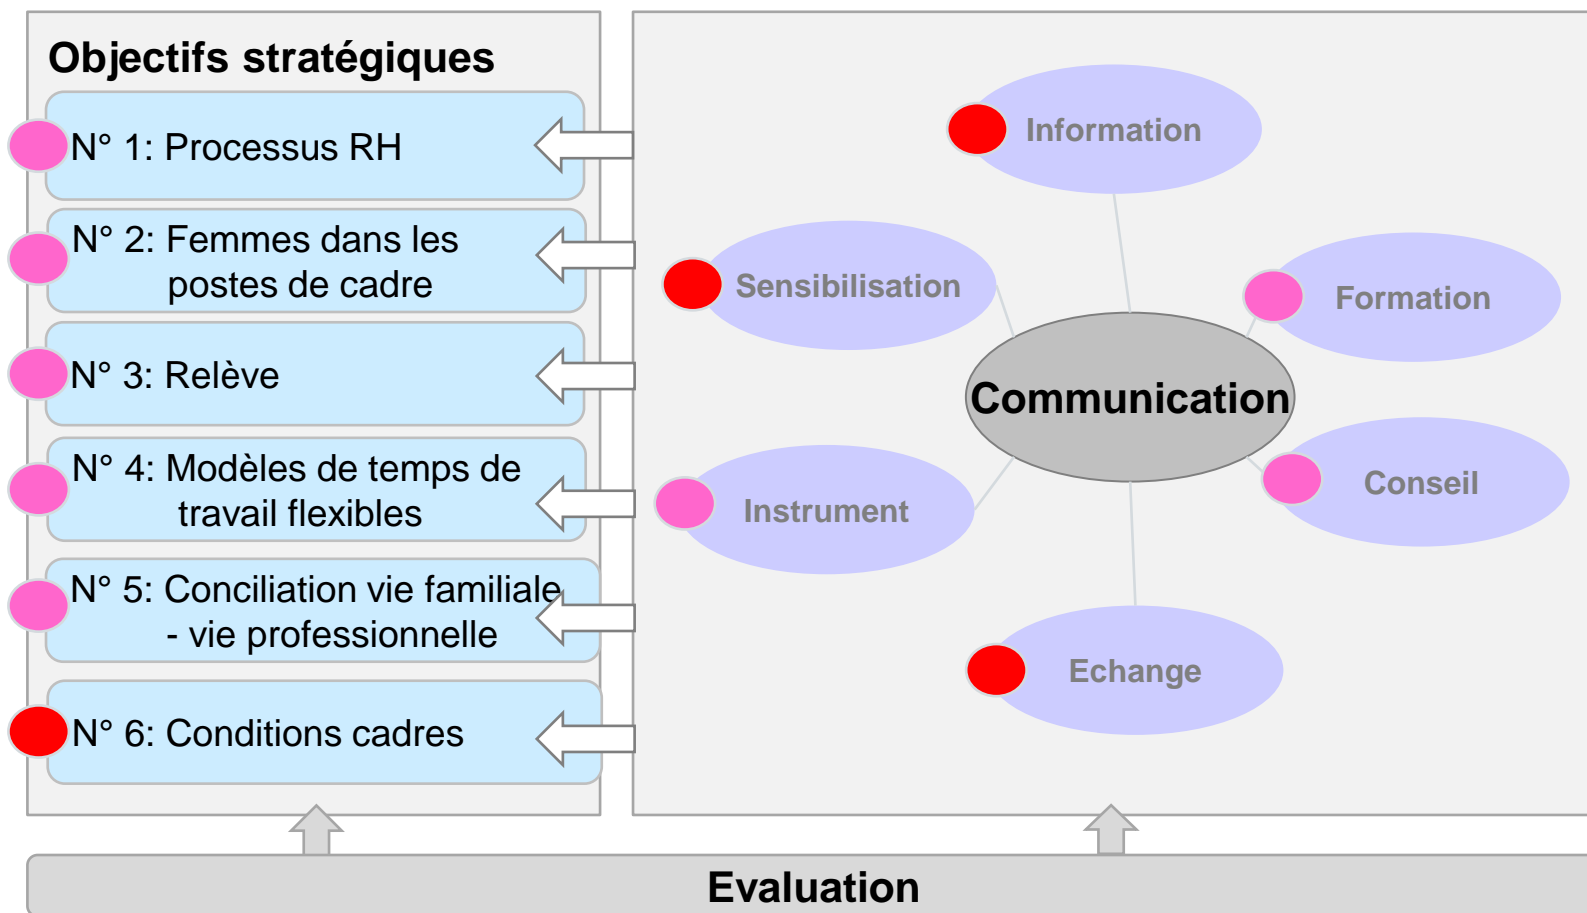 Objectifs stratégiques
N° 1: Processus RH
N° 2: Femmes dans les
postes de cadre
N° 3: Relève
N° 4: Modèles de temps de
travail flexibles
N° 5: Conciliation vie familiale
- vie professionnelle
N° 6: Conditions cadres
Information
Sensibilisation
Formation
Communication
Instrument
Conseil
Echange
Evaluation